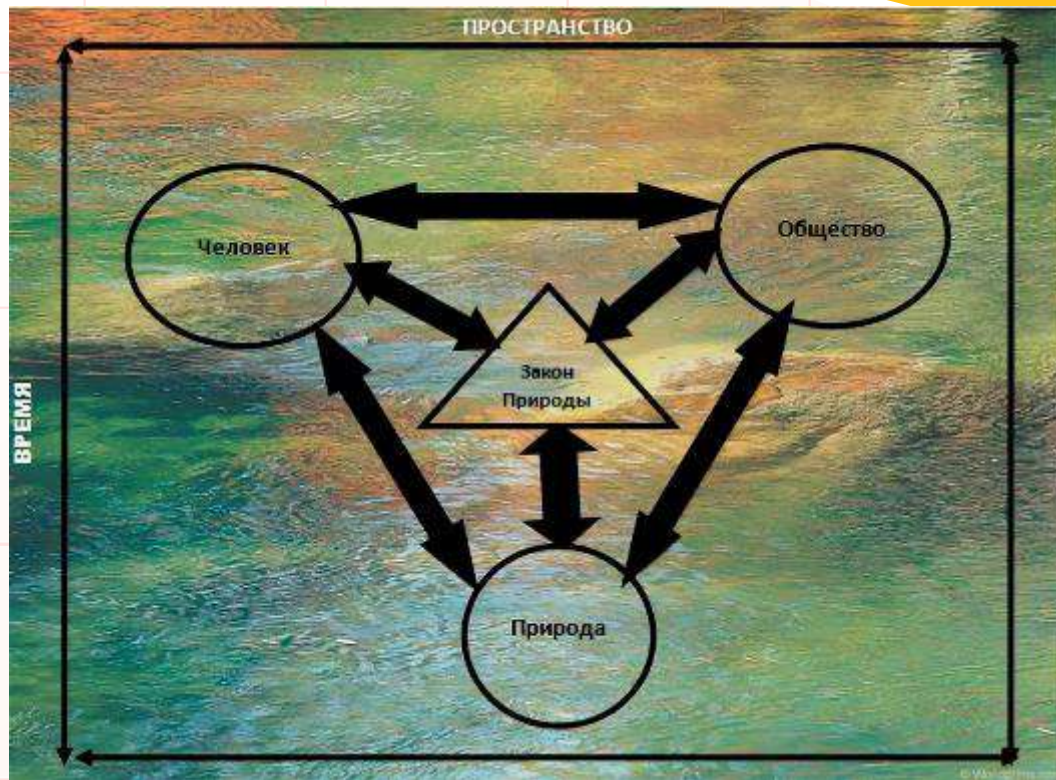 ПРОСТРАНСТВО
Человек
Общество
Закон
Природы
ВРЕМЯ
Природа